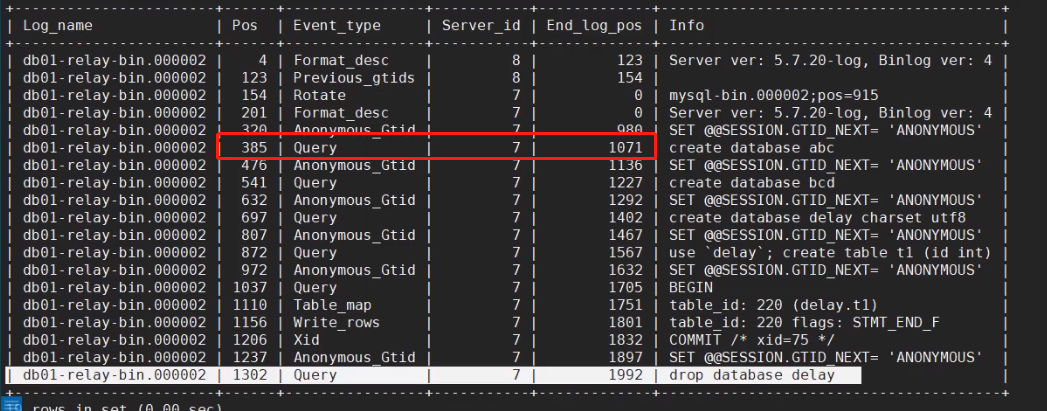 +------------------------+------+----------------+-----------+-------------+---------------------------------------+
| Log_name               | Pos  | Event_type     | Server_id | End_log_pos | Info                                  |
+------------------------+------+----------------+-----------+-------------+---------------------------------------+
| db01-relay-bin.000002 |    4 | Format_desc    |         8 |         123 | Server ver: 5.7.20-log, Binlog ver: 4 |
| db01-relay-bin.000002 |  123 | Previous_gtids |         8 |         154 |                                       |
| db01-relay-bin.000002 |  154 | Rotate         |         7 |           0 | mysql-bin.000002;pos=915              |
| db01-relay-bin.000002 |  201 | Format_desc    |         7 |           0 | Server ver: 5.7.20-log, Binlog ver: 4 |
| db01-relay-bin.000002 |  320 | Anonymous_Gtid |         7 |         980 | SET @@SESSION.GTID_NEXT= 'ANONYMOUS'  |
| db01-relay-bin.000002 |  385 | Query          |         7 |        1071 | create database abc                   |
| db01-relay-bin.000002 |  476 | Anonymous_Gtid |         7 |        1136 | SET @@SESSION.GTID_NEXT= 'ANONYMOUS'  |
| db01-relay-bin.000002 |  541 | Query          |         7 |        1227 | create database bcd                   |
| db01-relay-bin.000002 |  632 | Anonymous_Gtid |         7 |        1292 | SET @@SESSION.GTID_NEXT= 'ANONYMOUS'  |
| db01-relay-bin.000002 |  697 | Query          |         7 |        1402 | create database delay charset utf8    |
| db01-relay-bin.000002 |  807 | Anonymous_Gtid |         7 |        1467 | SET @@SESSION.GTID_NEXT= 'ANONYMOUS'  |
| db01-relay-bin.000002 |  872 | Query          |         7 |        1567 | use `delay`; create table t1 (id int) |
| db01-relay-bin.000002 |  972 | Anonymous_Gtid |         7 |        1632 | SET @@SESSION.GTID_NEXT= 'ANONYMOUS'  |
| db01-relay-bin.000002 | 1037 | Query          |         7 |        1705 | BEGIN                                 |
| db01-relay-bin.000002 | 1110 | Table_map      |         7 |        1751 | table_id: 220 (delay.t1)              |
| db01-relay-bin.000002 | 1156 | Write_rows     |         7 |        1801 | table_id: 220 flags: STMT_END_F       |
| db01-relay-bin.000002 | 1206 | Xid            |         7 |        1832 | COMMIT /* xid=75 */                   |
| db01-relay-bin.000002 | 1237 | Anonymous_Gtid |         7 |        1897 | SET @@SESSION.GTID_NEXT= 'ANONYMOUS'  |
| db01-relay-bin.000002 | 1302 | Query          |         7 |        1992 | drop database delay                   |
+------------------------+------+----------------+-----------+-------------+---------------------------------------+
rows in set (0.00 sec)